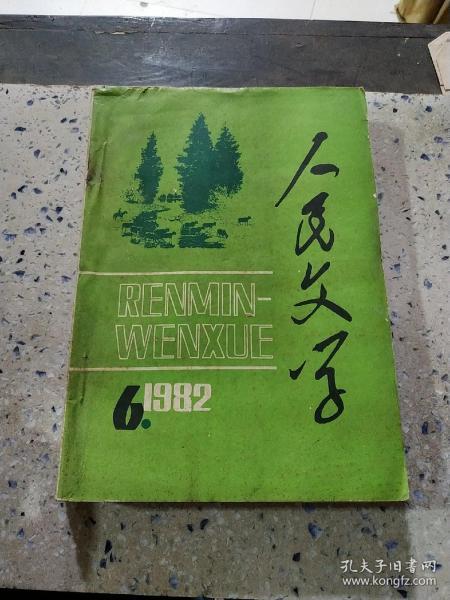 人民文学
RENMIN-
WENXUE
6.1982
孔夫子旧书网
www.kongfz.com